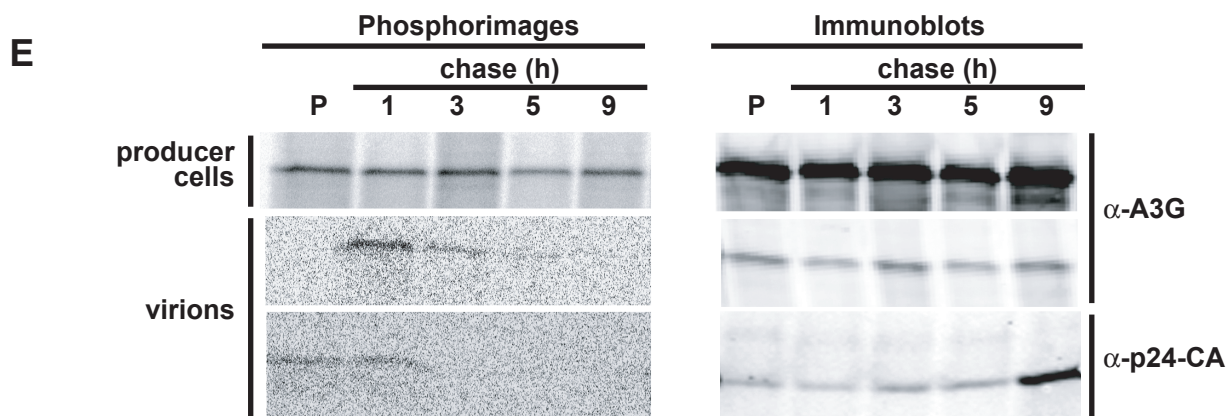 E
Phosphorimages
Immunoblots
chase (h)
chase (h)
P 1 3 5 9
P 1 3 5 9
producer
cells
α-A3G
virions
α-p24-CA